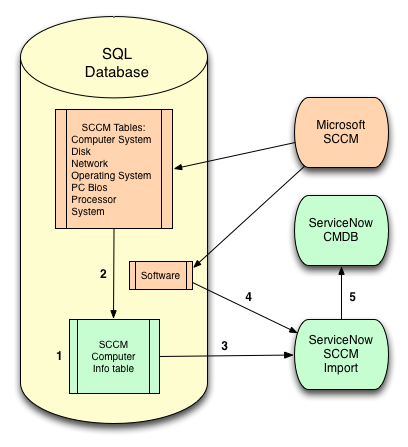 SQL
Database
SCCM Tables:
Computer System
Disk
Network
Operating System
PC Bios
Processor
System
Microsoft
SCCM
ServiceNow
CMDB
2
Software
4
5
1
SCCM
Computer
Info table
3
ServiceNow
SCCM
Import